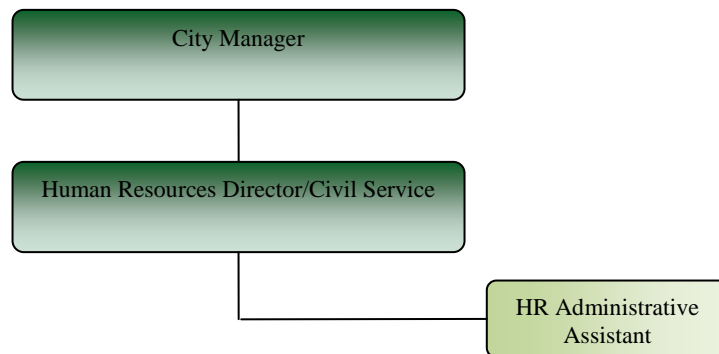 City Manager
Human Resources Director/Civil Service
HR Administrative
Assistant